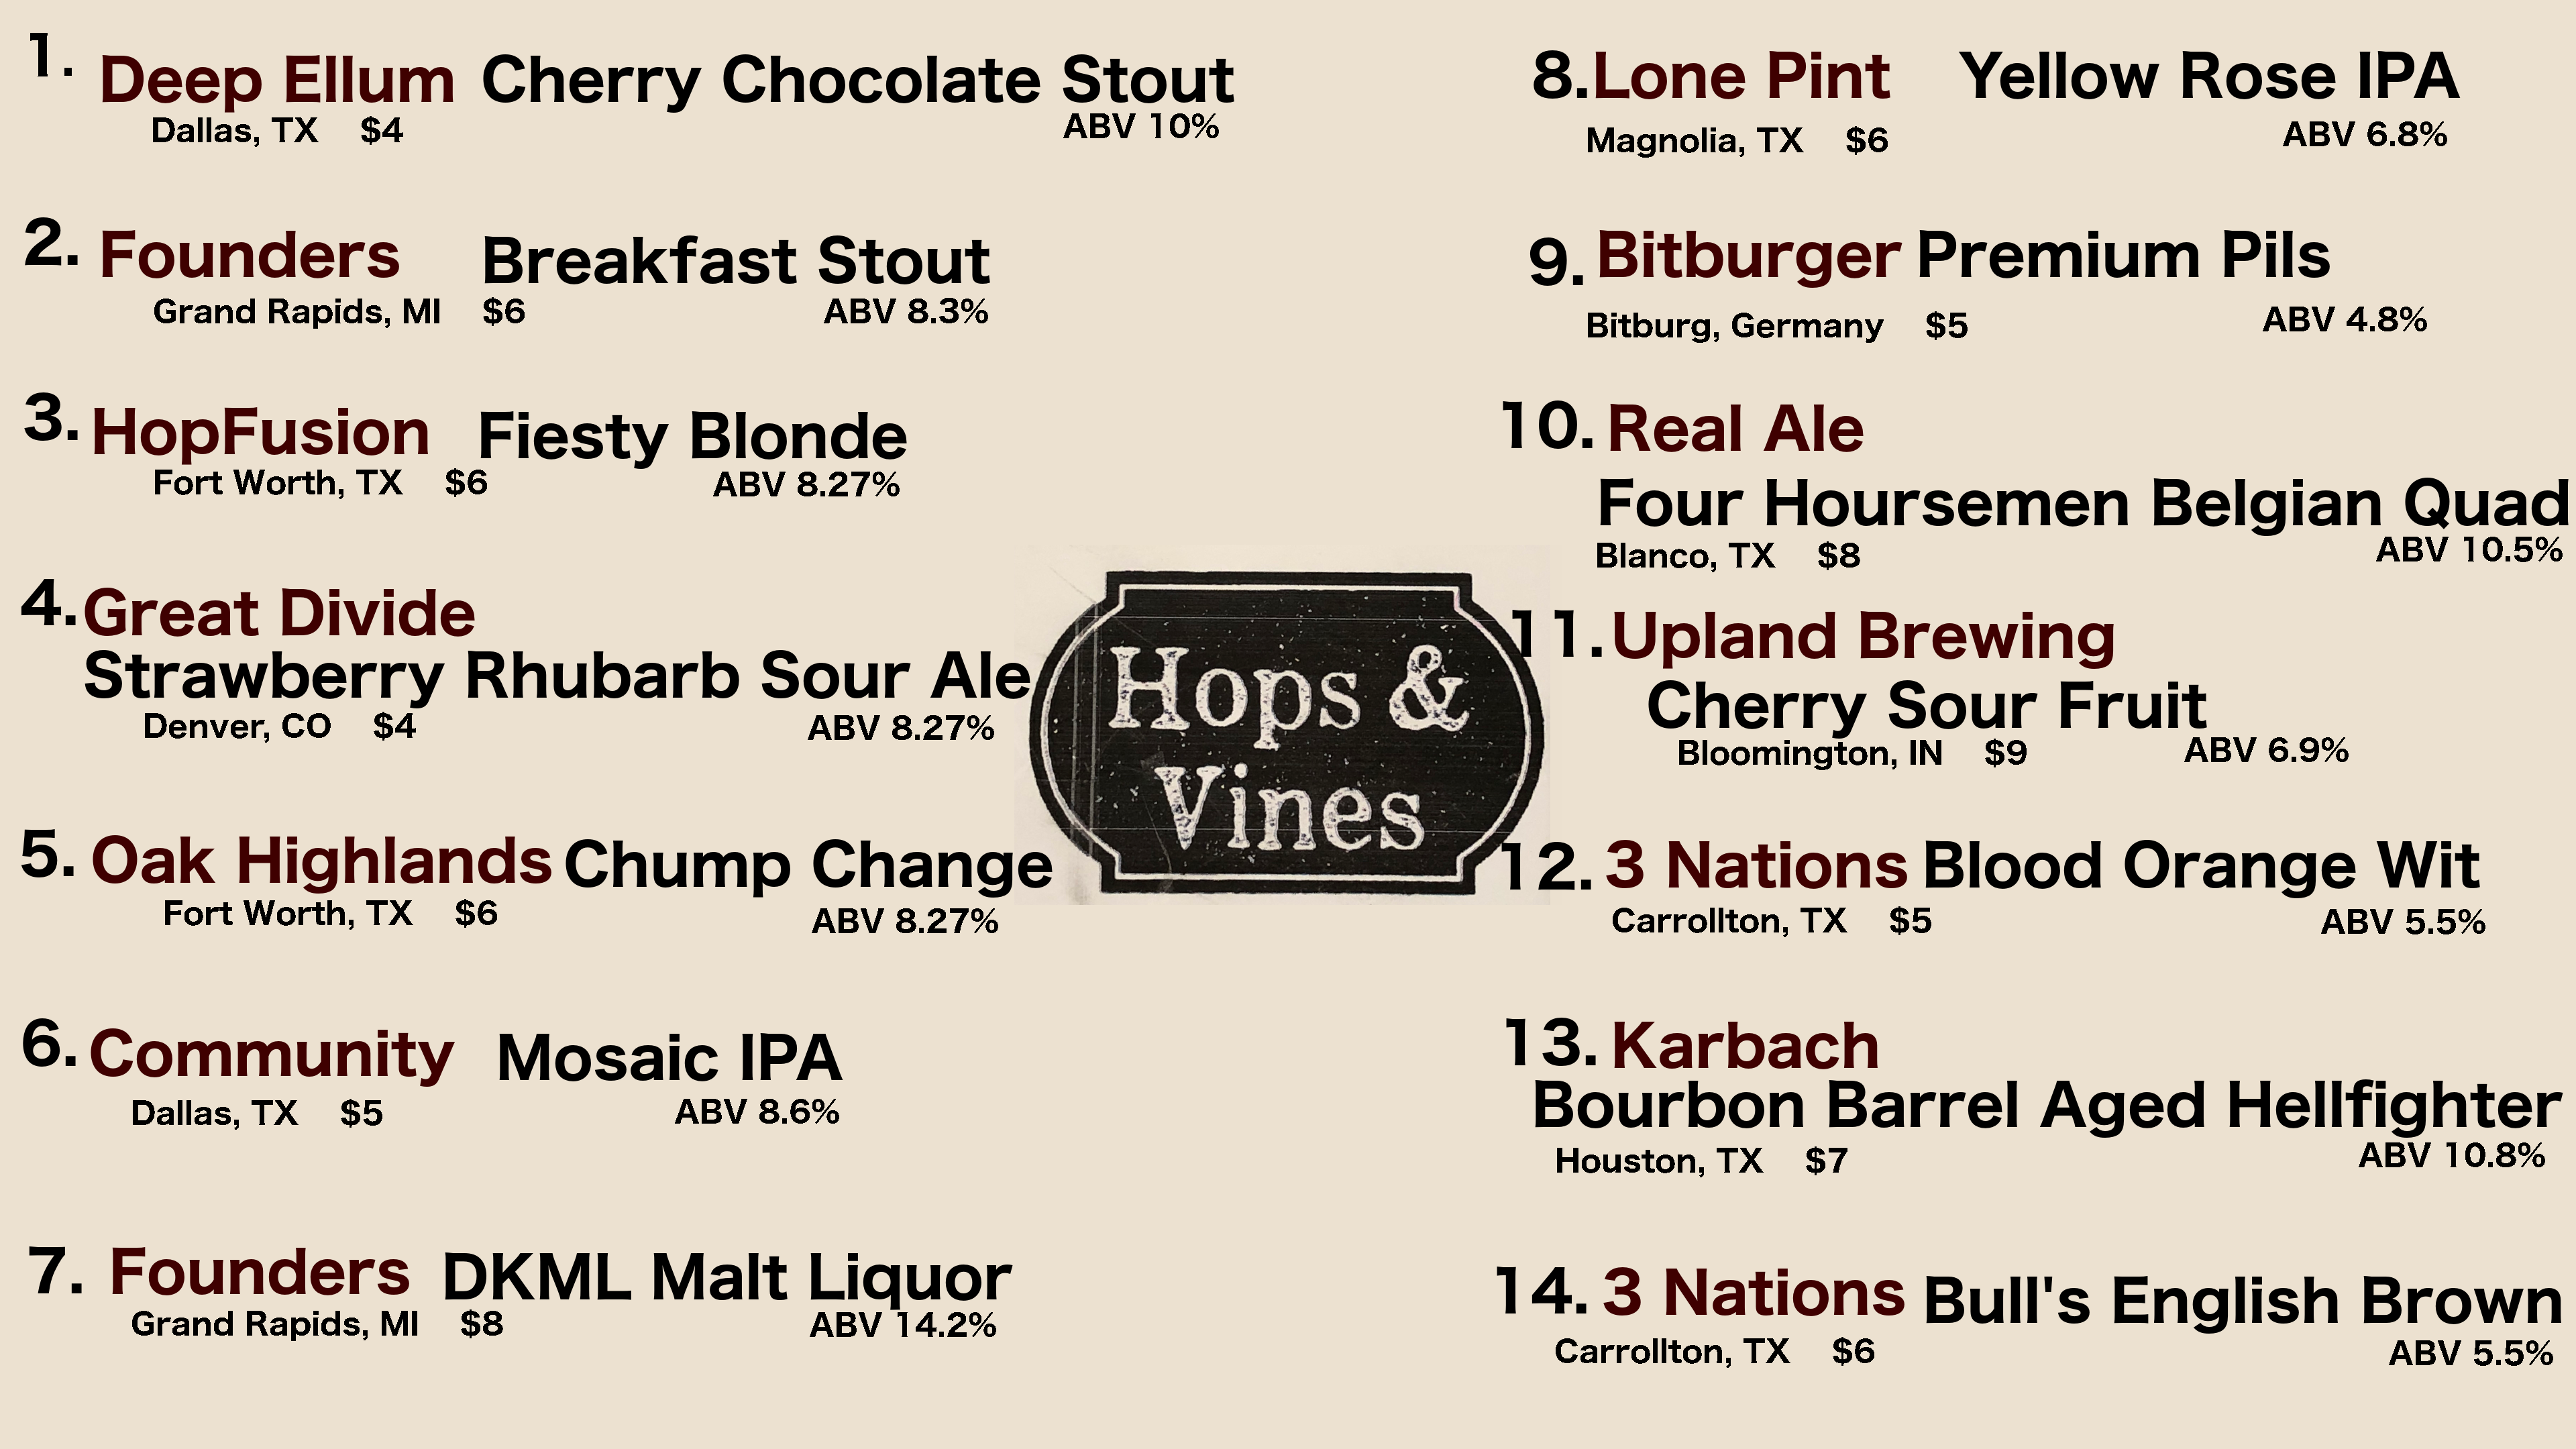 1. Deep Ellum Cherry Chocolate Stout
Dallas, TX $4 ABV 10%
2. Founders Breakfast Stout
Grand Rapids, MI $6 ABV 8.3%
3. HopFusion Fiesty Blonde
Fort Worth, TX $6 ABV 8.27%
4. Great Divide
Strawberry Rhubarb Sour Ale
Denver, CO $4 ABV 8.27%
5. Oak Highlands Chump Change
Fort Worth, TX $6 ABV 8.27%
6. Community Mosaic IPA
Dallas, TX $5 ABV 8.6%
7. Founders DKML Malt Liquor
Grand Rapids, MI $8 ABV 14.2%
Hops &
Vines
8. Lone Pint Yellow Rose IPA
Magnolia, TX $6 ABV 6.8%
9. Bitburger Premium Pils
Bitburg, Germany $5 ABV 4.8%
10. Real Ale
Four Hoursemen Belgian Quad
Blanco, TX $8 ABV 10.5%
11. Upland Brewing
Cherry Sour Fruit
Bloomington, IN $9 ABV 6.9%
12. 3 Nations Blood Orange Wit
Carrollton, TX $5 ABV 5.5%
13. Karbach
Bourbon Barrel Aged Hellfighter
Houston, TX $7 ABV 10.8%
14. 3 Nations Bull's English Brown
Carrollton, TX $6 ABV 5.5%